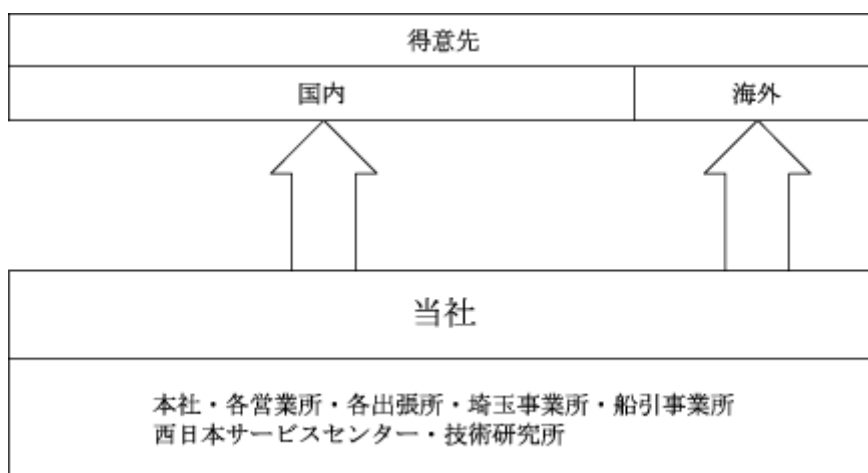 得意先
国内
海外
当社
本社・各営業所・各出張所・埼玉事業所・船引事業所
西日本サービスセンター・技術研究所